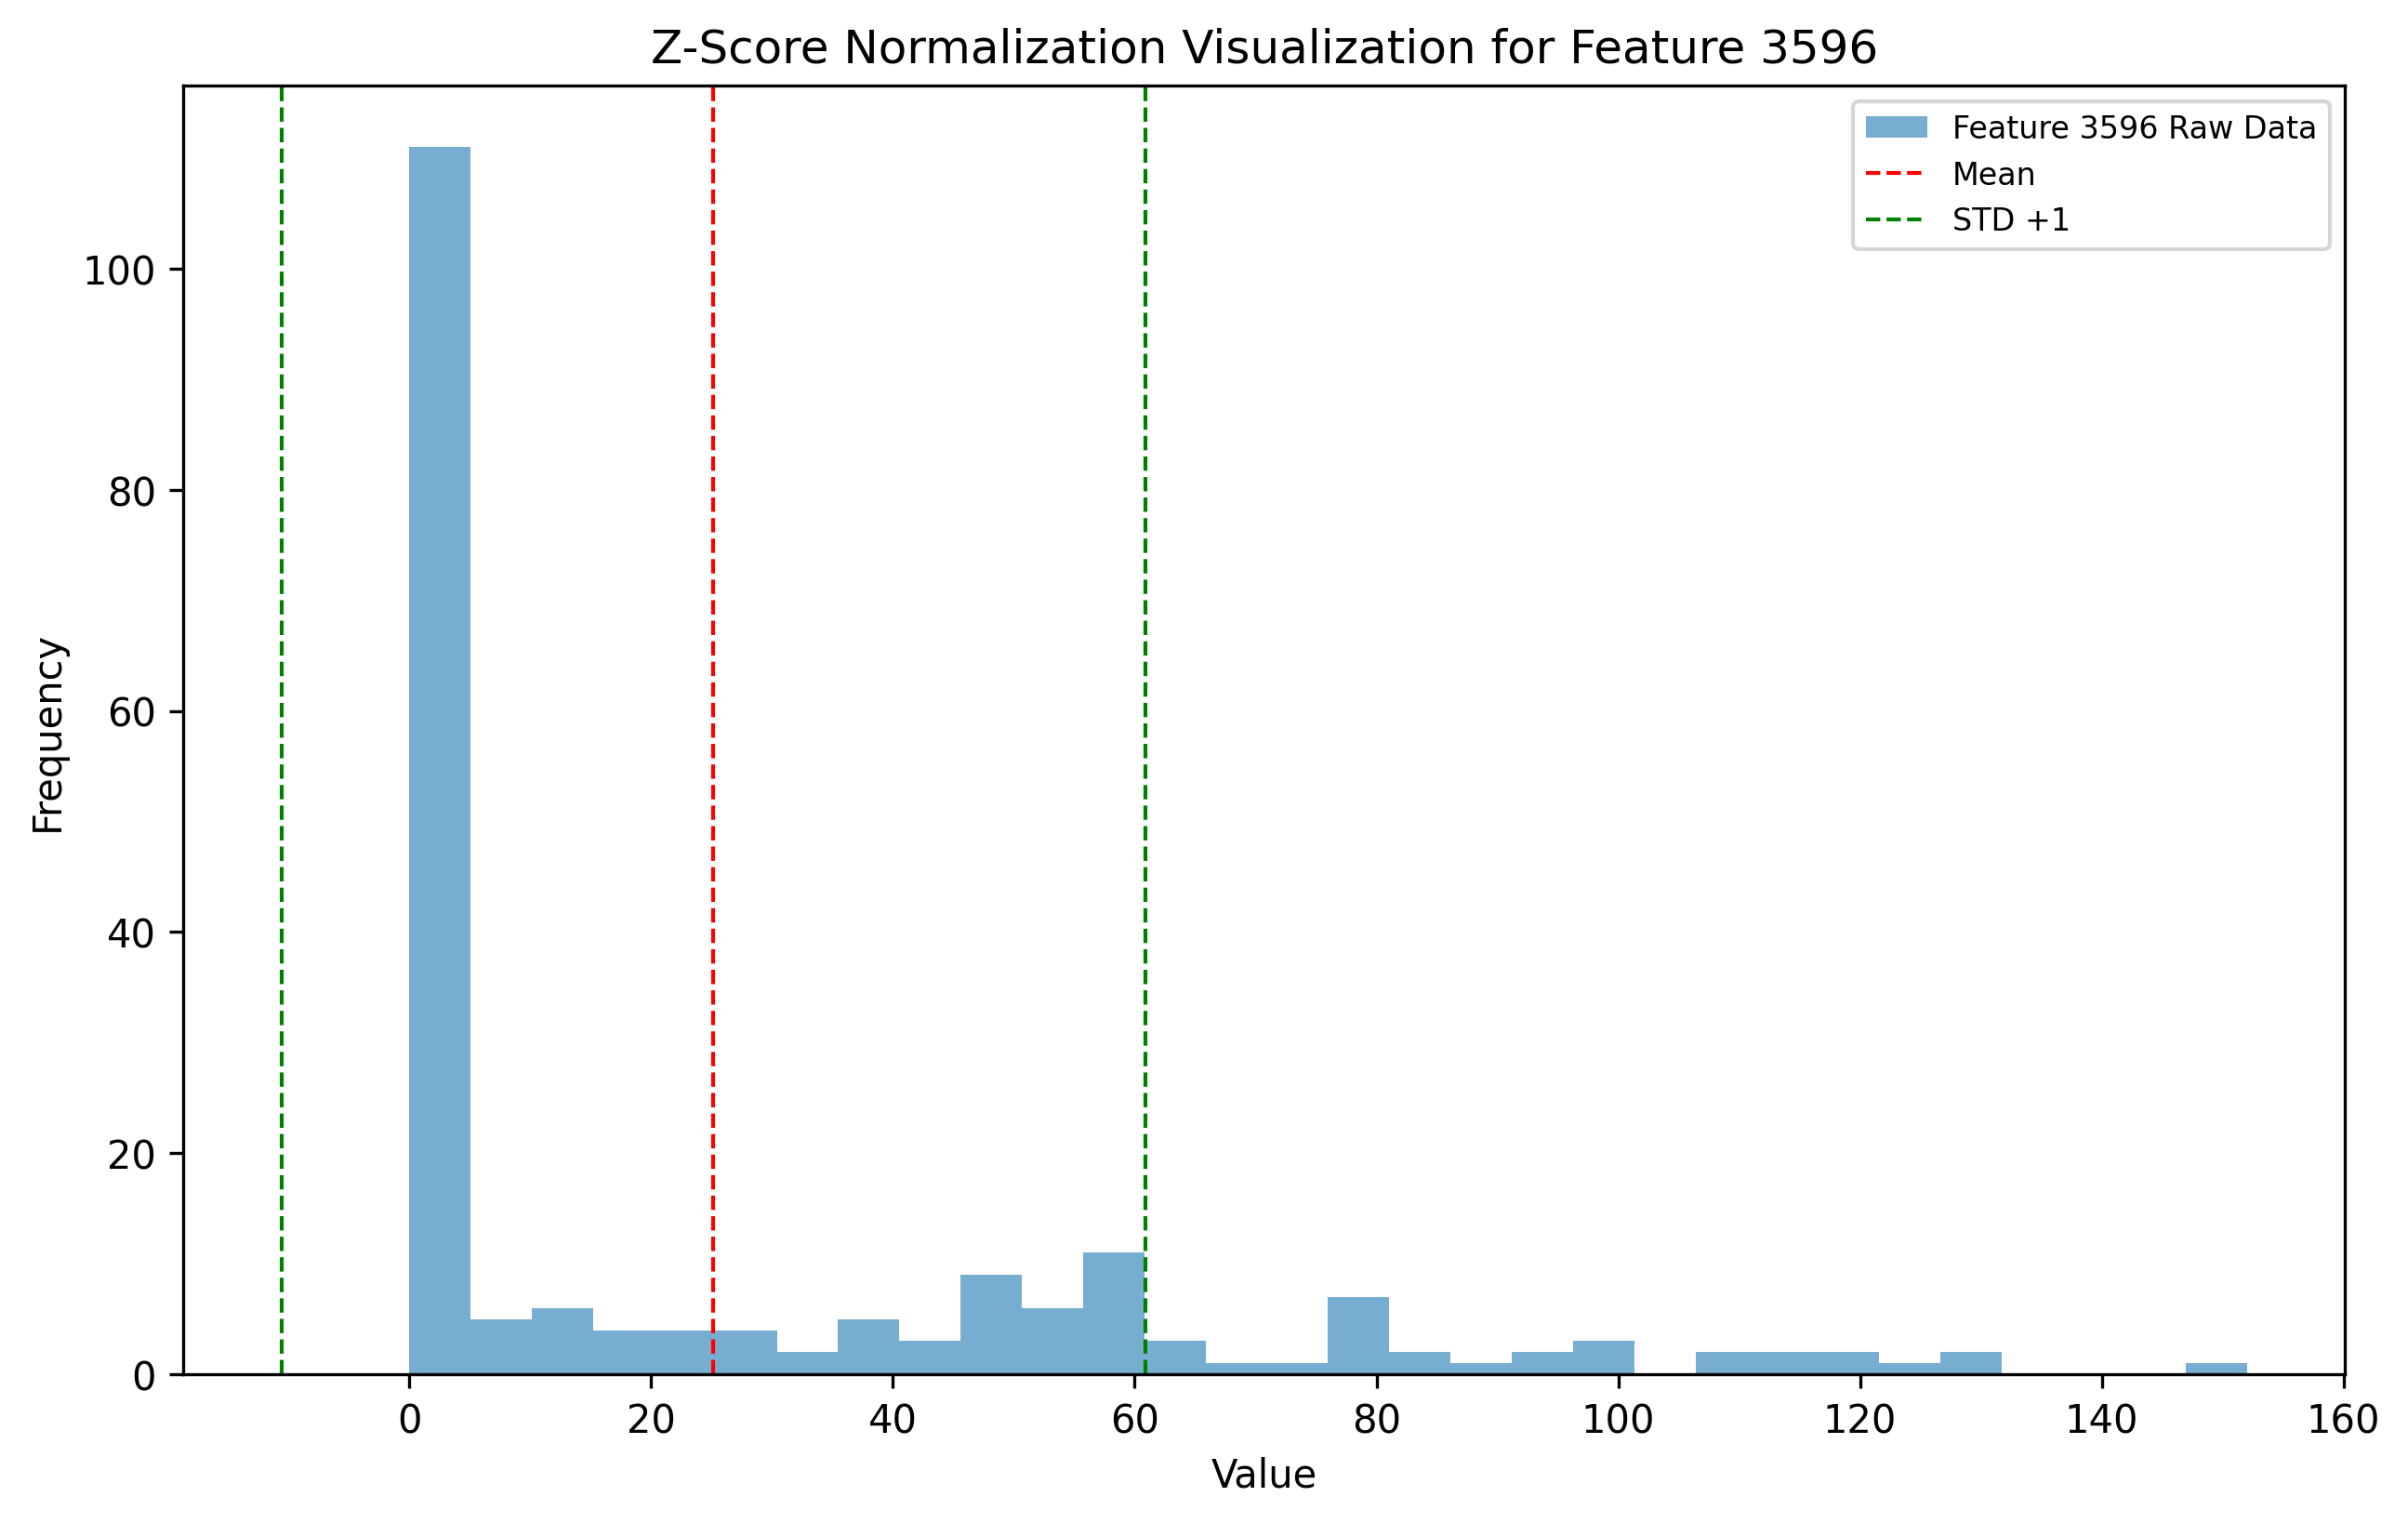 Z-Score Normalization Visualization for Feature 3596
Feature 3596 Raw Data
Mean
STD +1
100
80
60
40
20
0
Frequency
0 20 40 60 80 100 120 140 160
Value